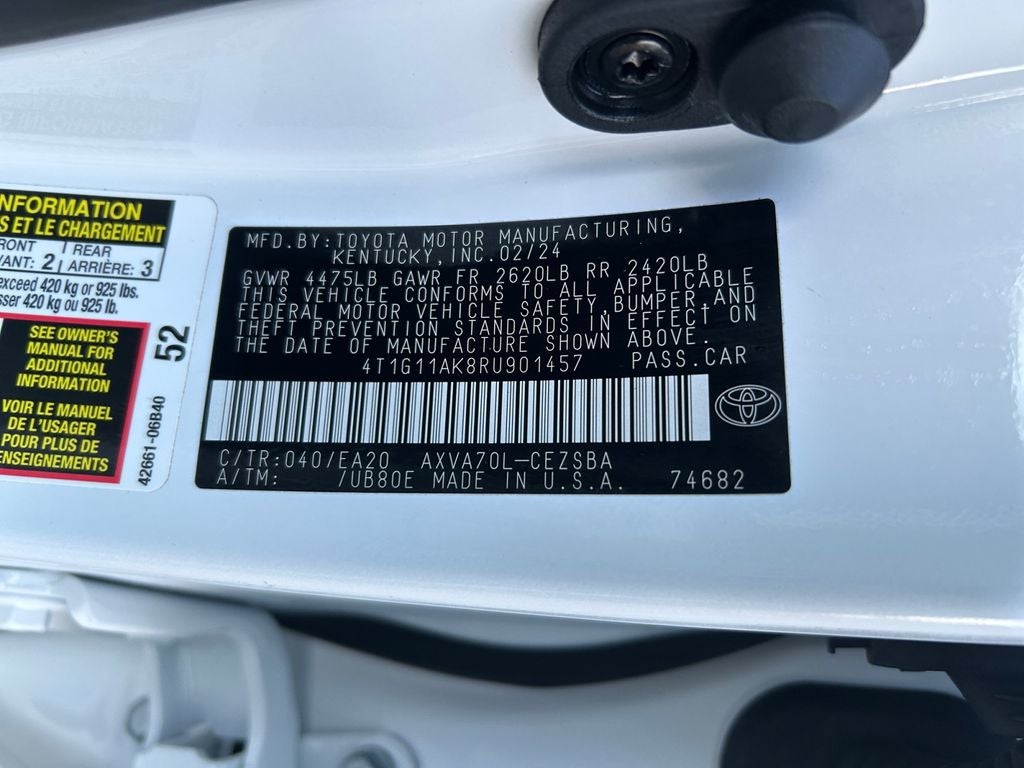 INFORMATION
S ET LE CHARGEMENT
RONT 2 REAR 3
VANT: ARRIÈRE:
exceed 420 kg or 925 lbs.
sser 420 kg ou 925 lb.
SEE OWNER'S
MANUAL FOR
ADDITIONAL
INFORMATION
VOIR LE MANUEL
DE L'USAGER
POUR PLUS DE
ENSEIGNEMENTS
52
42661-06B40
MFD.BY:TOYOTA MOTOR MANUFACTURING,
KENTUCKY,INC.02/24
GVWR 4475LB GAWR FR 2620LB RR 2420LB
THIS VEHICLE CONFORMS TO ALL APPLICABLE
FEDERAL MOTOR VEHICLE SAFETY,BUMPER,AND
THEFT PREVENTION STANDARDS IN EFFECT ON
THE DATE OF MANUFACTURE SHOWN ABOVE.
4T1G11AK8RU901457 PASS.CAR
C/TR:040/EA20 AXVA70L-CEZSBA
A/TM: /UB80E MADE IN U.S.A. 74682